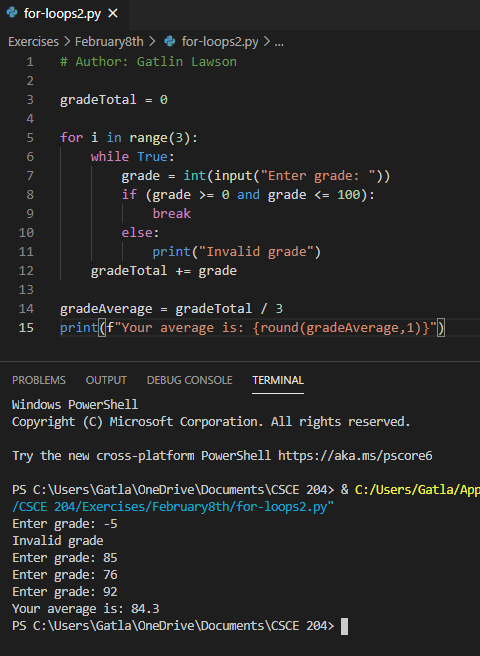 for-loops2.py ×
Exercises > February8th > for-loops2.py > ...
1 # Author: Gatlin Lawson
2
3 gradeTotal = 0
4
5 for i in range(3):
6 while True:
7 grade = int(input("Enter grade: "))
8 if (grade >= 0 and grade <= 100):
9 break
10 else:
11 print("Invalid grade")
12 gradeTotal += grade
13
14 gradeAverage = gradeTotal / 3
15 print(f"Your average is: {round(gradeAverage,1)}")
PROBLEMS OUTPUT DEBUG CONSOLE TERMINAL
Windows PowerShell
Copyright (C) Microsoft Corporation. All rights reserved.
Try the new cross-platform PowerShell https://aka.ms/pscore6
PS C:\Users\Gatla\OneDrive\Documents\CSCE 204> & C:/Users/Gatla/App
/CSCE 204/Exercises/February8th/for-loops2.py"
Enter grade: -5
Invalid grade
Enter grade: 85
Enter grade: 76
Enter grade: 92
Your average is: 84.3
PS C:\Users\Gatla\OneDrive\Documents\CSCE 204>